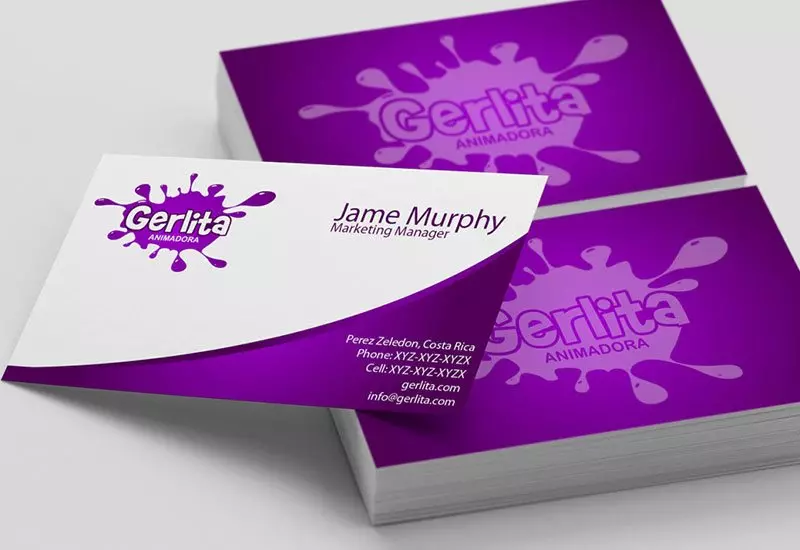 Gerlita
ANIMADORA
Gerlita
ANIMADORA
Jame Murphy
Marketing Manager
Perez Zeledon, Costa Rica
Phone: XYZ-XYZ-XYZX
Cell: XYZ-XYZ-XYZX
gerlita.com
info@gerlita.com
Gerlita
ANIMADORA